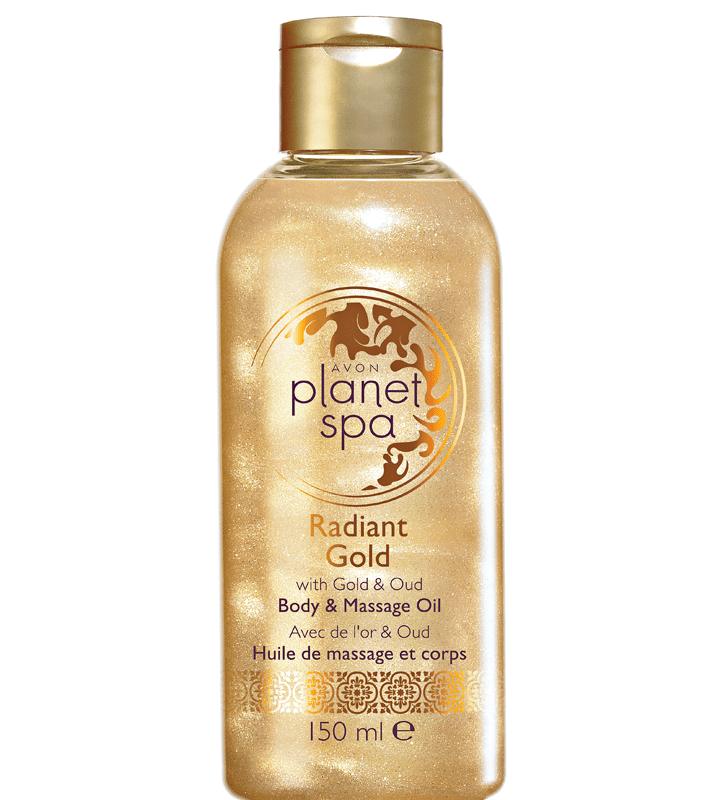 AVON
planet
spa
Radiant
Gold
with Gold & Oud
Body & Massage Oil
Avec de l'or & Oud
Huile de massage et corps
150 ml ℮